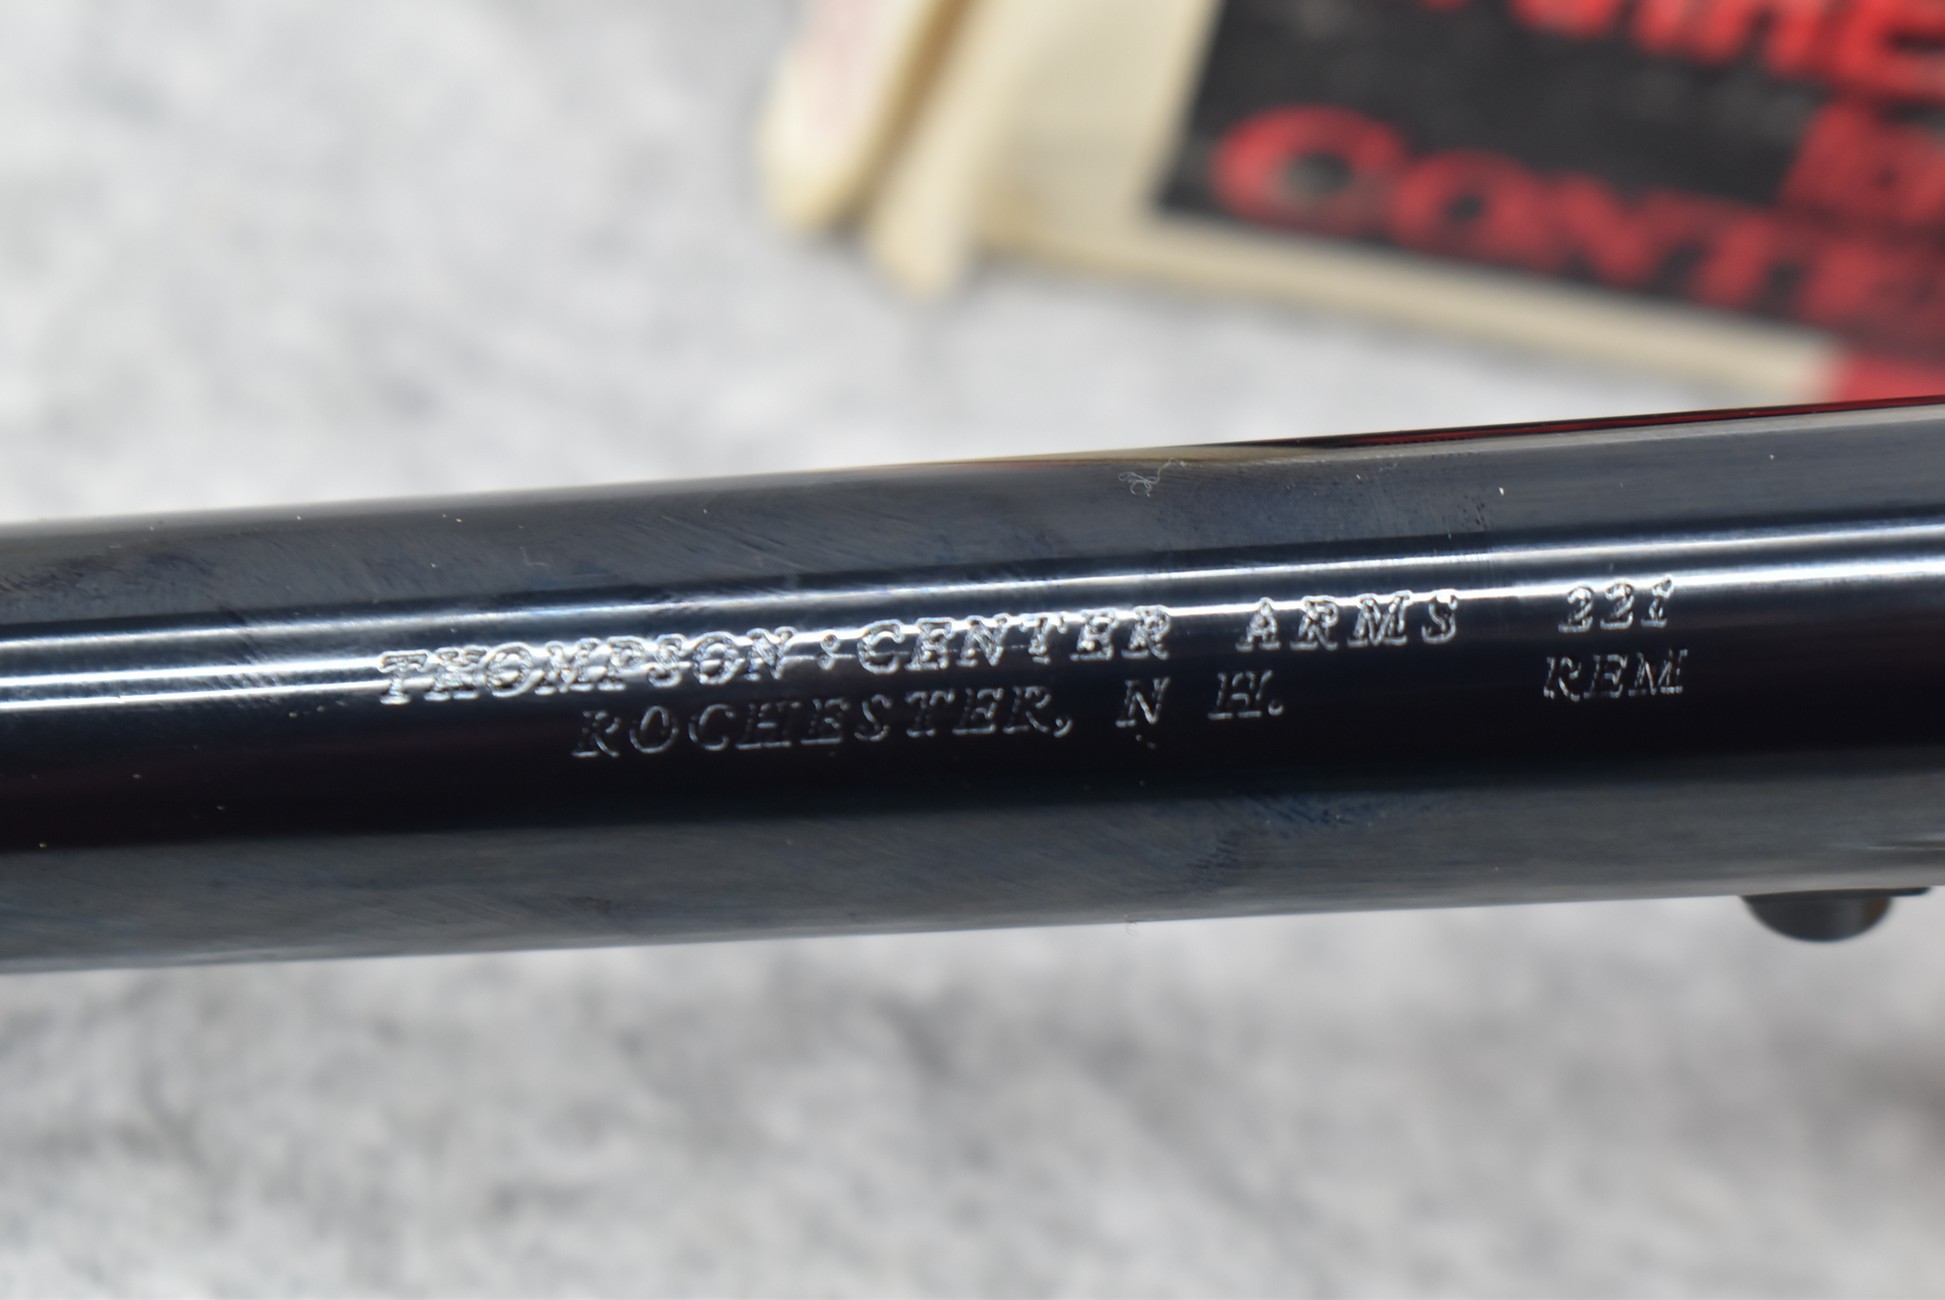 THOMPSON·CENTER ARMS 221
ROCHESTER, N H. REM